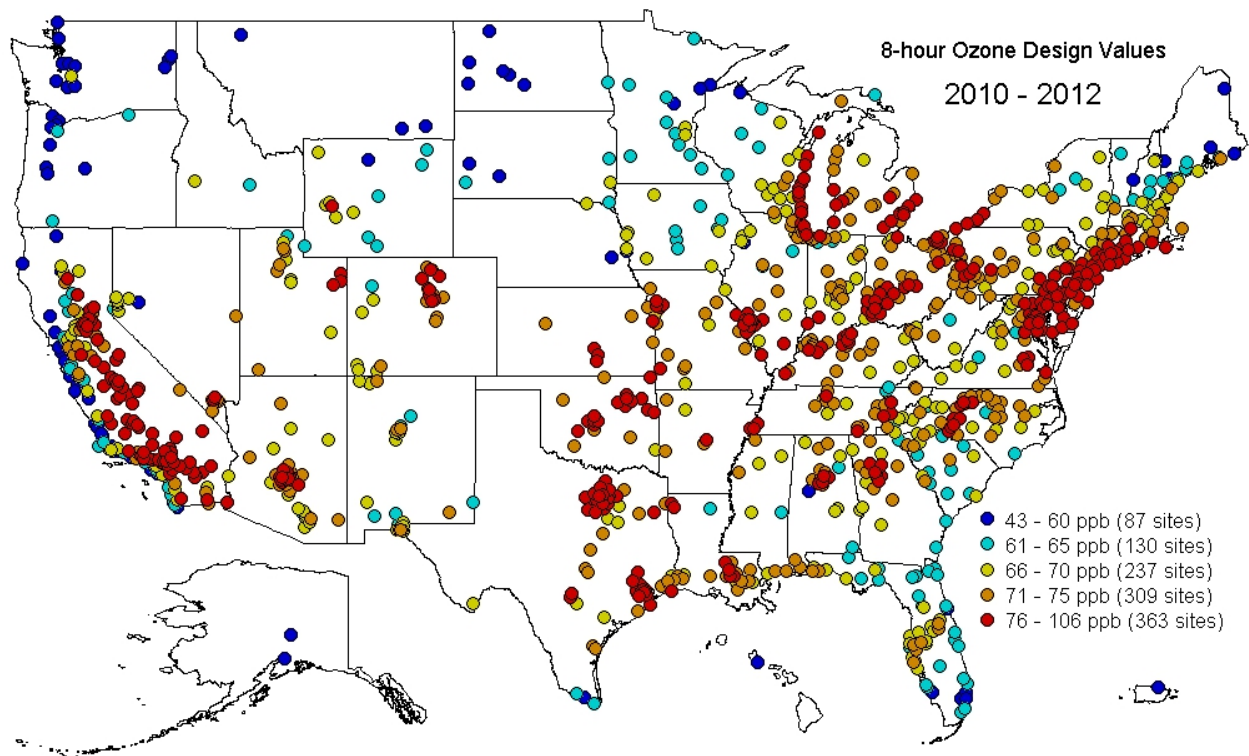 8-hour Ozone Design Values
2010 - 2012
43 - 60 ppb (87 sites)
61 - 65 ppb (130 sites)
66 - 70 ppb (237 sites)
71 - 75 ppb (309 sites)
76 - 106 ppb (363 sites)